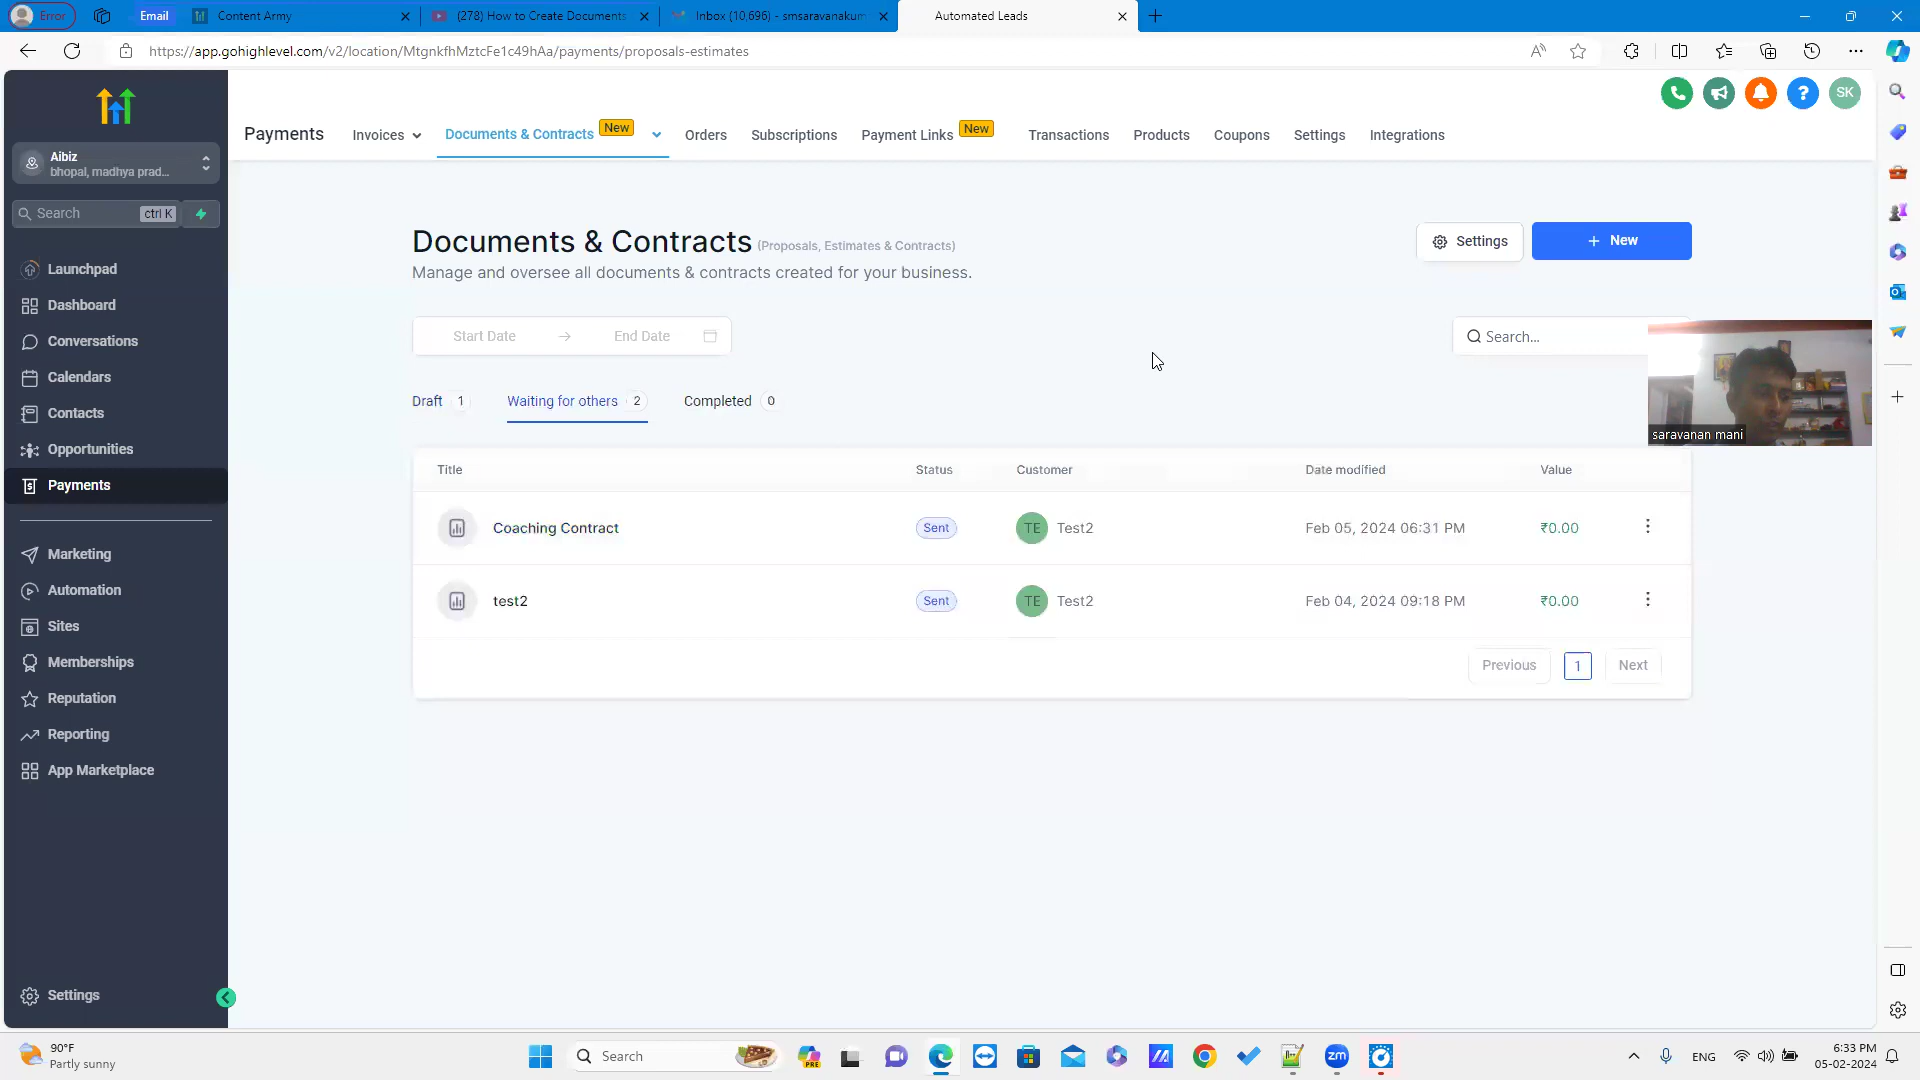 Error
Email
Content Army
(278) How to Create Documents
Inbox (10,696) - smsaravanakum
Automated Leads
https://app.gohighlevel.com/v2/location/MtgnkfhMztcFe1c49hAa/payments/proposals-estimates
Aibiz
bhopal, madhya prad...
Search
ctrl K
Launchpad
Dashboard
Conversations
Calendars
Contacts
Opportunities
Payments
Marketing
Automation
Sites
Memberships
Reputation
Reporting
App Marketplace
Settings
SK
Payments
Invoices
Documents & Contracts New
Orders
Subscriptions
Payment Links New
Transactions
Products
Coupons
Settings
Integrations
Documents & Contracts (Proposals, Estimates & Contracts)
Manage and oversee all documents & contracts created for your business.
Settings
+ New
Start Date → End Date
Search...
Draft 1
Waiting for others 2
Completed 0
saravanan mani
Title Status Customer Date modified Value
Coaching Contract Sent TE Test2 Feb 05, 2024 06:31 PM ₹0.00
test2 Sent TE Test2 Feb 04, 2024 09:18 PM ₹0.00
Previous 1 Next
90°F
Partly sunny
Search
PRE
zm
ENG
6:33 PM
05-02-2024